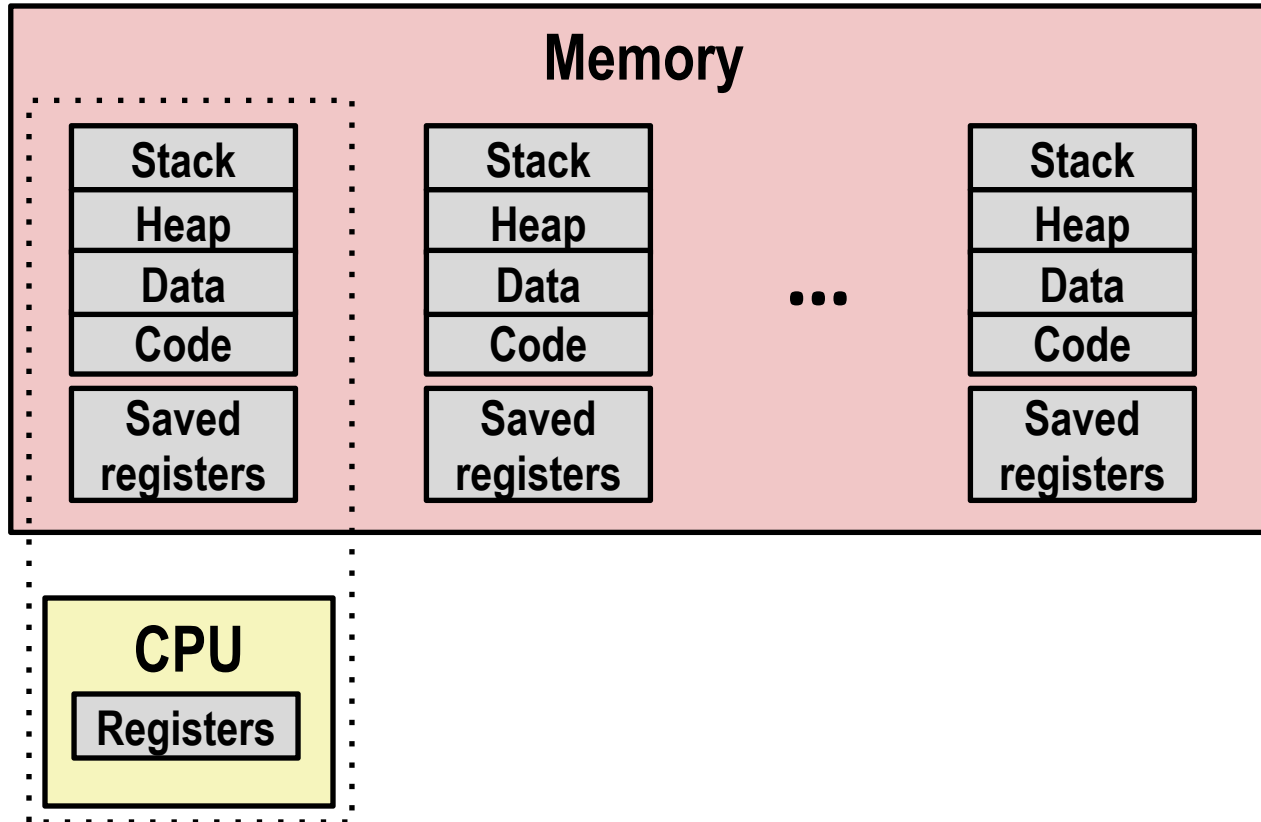 Memory
Stack
Heap
Data
Code
Saved
registers
Stack
Heap
Data
Code
Saved
registers
...
Stack
Heap
Data
Code
Saved
registers
CPU
Registers